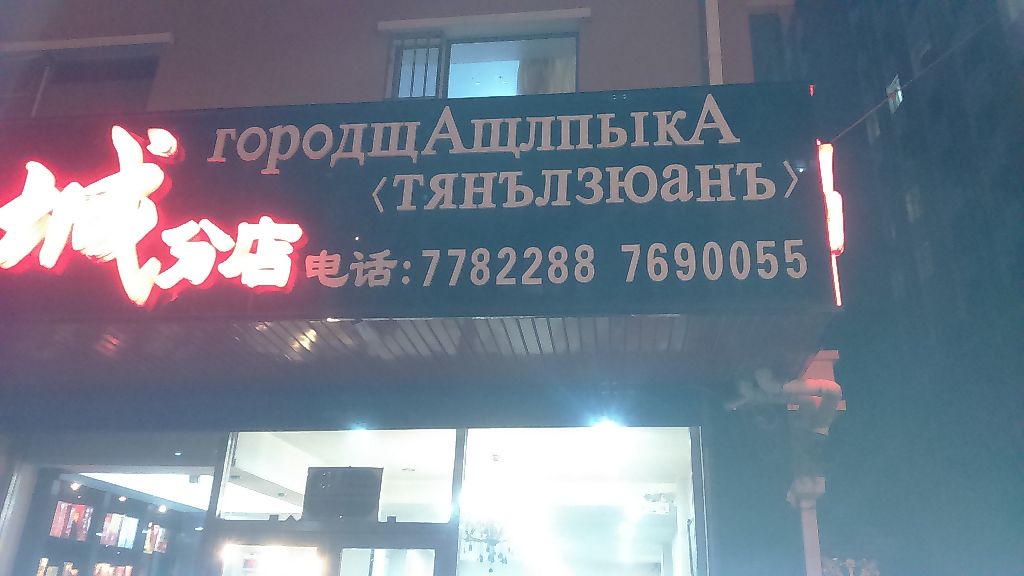 городщАщлпыкА
〈тянълзюанъ〉
城分店
电话:7782288 7690055